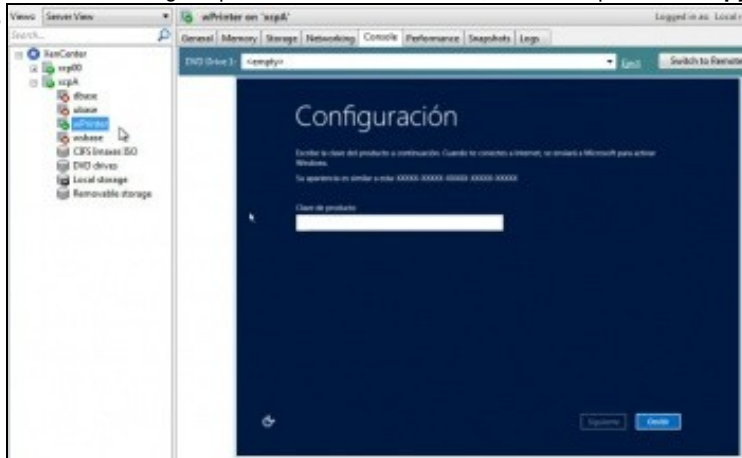 Views: Server View
wPrinter on 'xcpA'
Logged in as: Local r
Search...
General Memory Storage Networking Console Performance Snapshots Logs
XenCenter
xcp00
xcpA
dbase
ubase
wPrinter
wsbase
CIFS Images ISO
DVD drives
Local storage
Removable storage
DVD Drive 1: <empty>
Eject
Switch to Remote
Configuración
Escribe la clave del producto a continuación. Cuando te conectes a Internet, se enviará a Microsoft para activar
Windows.
Su apariencia es similar a esta: XXXXX-XXXXX-XXXXX-XXXXX-XXXXX
Clave de producto
Siguiente
Omitir